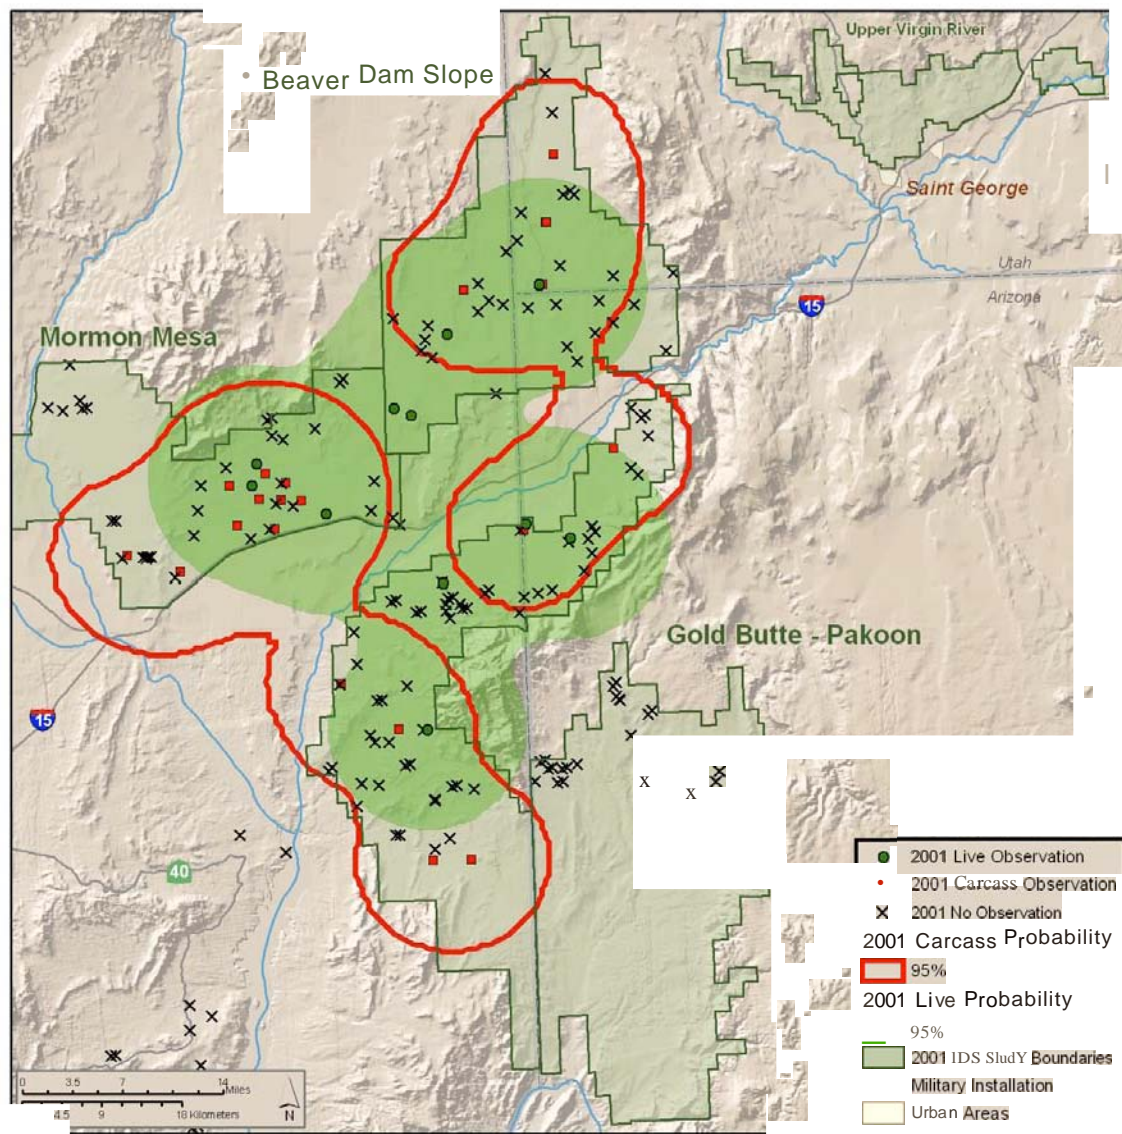 Upper Virgin River
Beaver Dam Slope
Saint George
Utah
Arizona
15
Mormon Mesa
Gold Butte - Pakoon
15
40
2001 Live Observation
2001 Carcass Observation
x
x
2001 No Observation
2001 Carcass Probability
95%
2001 Live Probability
95%
2001 IDS SludY Boundaries
Military Installation
Urban Areas
0 3.5 7 14
Miles
4.5 9 18 Kilometers
N